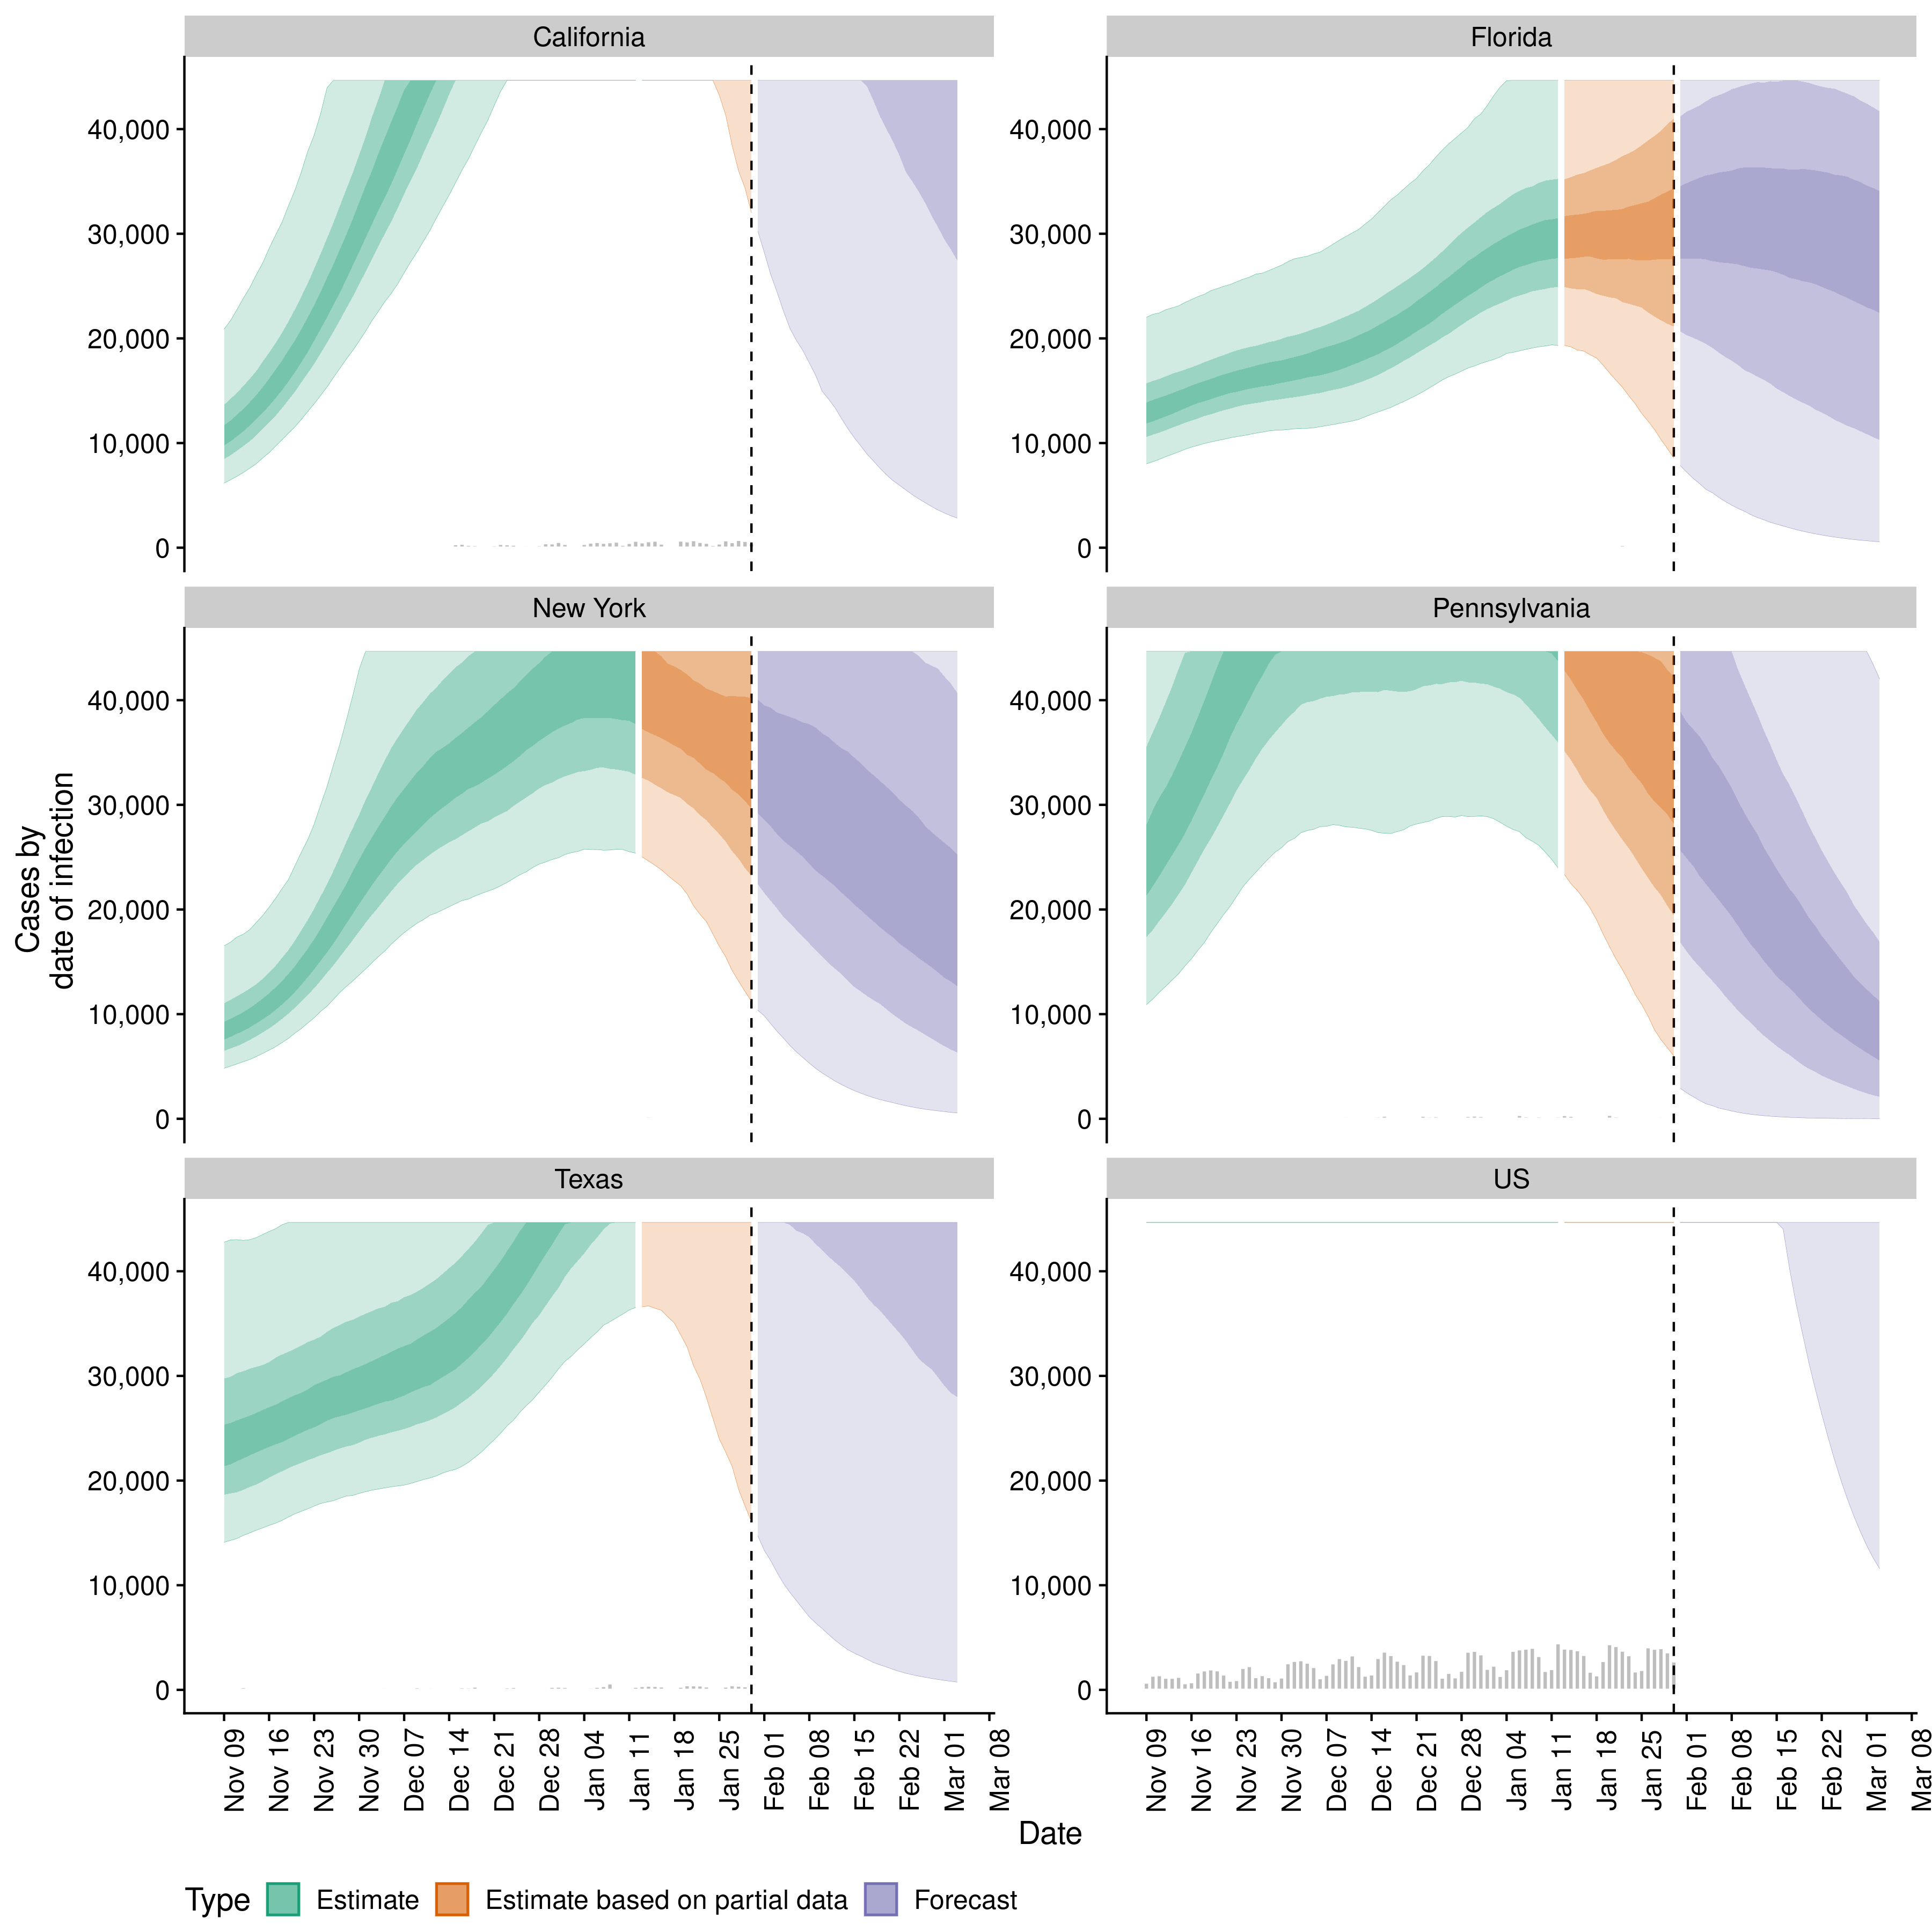 California
Florida
40,000
30,000
20,000
10,000
0
40,000
30,000
20,000
10,000
0
New York
Pennsylvania
40,000
30,000
20,000
10,000
0
40,000
30,000
20,000
10,000
0
Cases by
date of infection
Texas
US
40,000
30,000
20,000
10,000
0
40,000
30,000
20,000
10,000
0
Nov 09
Nov 16
Nov 23
Nov 30
Dec 07
Dec 14
Dec 21
Dec 28
Jan 04
Jan 11
Jan 18
Jan 25
Feb 01
Feb 08
Feb 15
Feb 22
Mar 01
Mar 08
Nov 09
Nov 16
Nov 23
Nov 30
Dec 07
Dec 14
Dec 21
Dec 28
Jan 04
Jan 11
Jan 18
Jan 25
Feb 01
Feb 08
Feb 15
Feb 22
Mar 01
Mar 08
Date
Type Estimate Estimate based on partial data Forecast